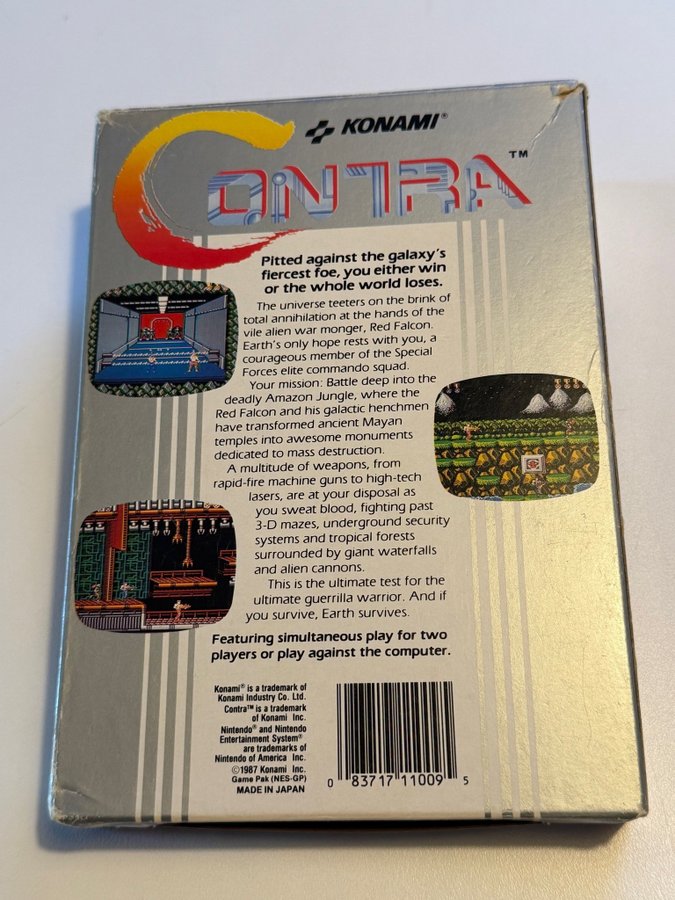 KONAMI®
CONTRA™
Pitted against the galaxy's
fiercest foe, you either win
or the whole world loses.
The universe teeters on the brink of
total annihilation at the hands of the
vile alien war monger, Red Falcon.
Earth's only hope rests with you, a
courageous member of the Special
Forces elite commando squad.
Your mission: Battle deep into the
deadly Amazon Jungle, where the
Red Falcon and his galactic henchmen
have transformed ancient Mayan
temples into awesome monuments
dedicated to mass destruction.
A multitude of weapons, from
rapid-fire machine guns to high-tech
lasers, are at your disposal as
you sweat blood, fighting past
3-D mazes, underground security
systems and tropical forests
surrounded by giant waterfalls
and alien cannons.
This is the ultimate test for the
ultimate guerrilla warrior. And if
you survive, Earth survives.
Featuring simultaneous play for two
players or play against the computer.
Konami® is a trademark of
Konami Industry Co. Ltd.
Contra™ is a trademark
of Konami Inc.
Nintendo® and Nintendo
Entertainment System®
are trademarks of
Nintendo of America Inc.
©1987 Konami Inc.
Game Pak (NES-GP)
MADE IN JAPAN
0 83717 11009 5